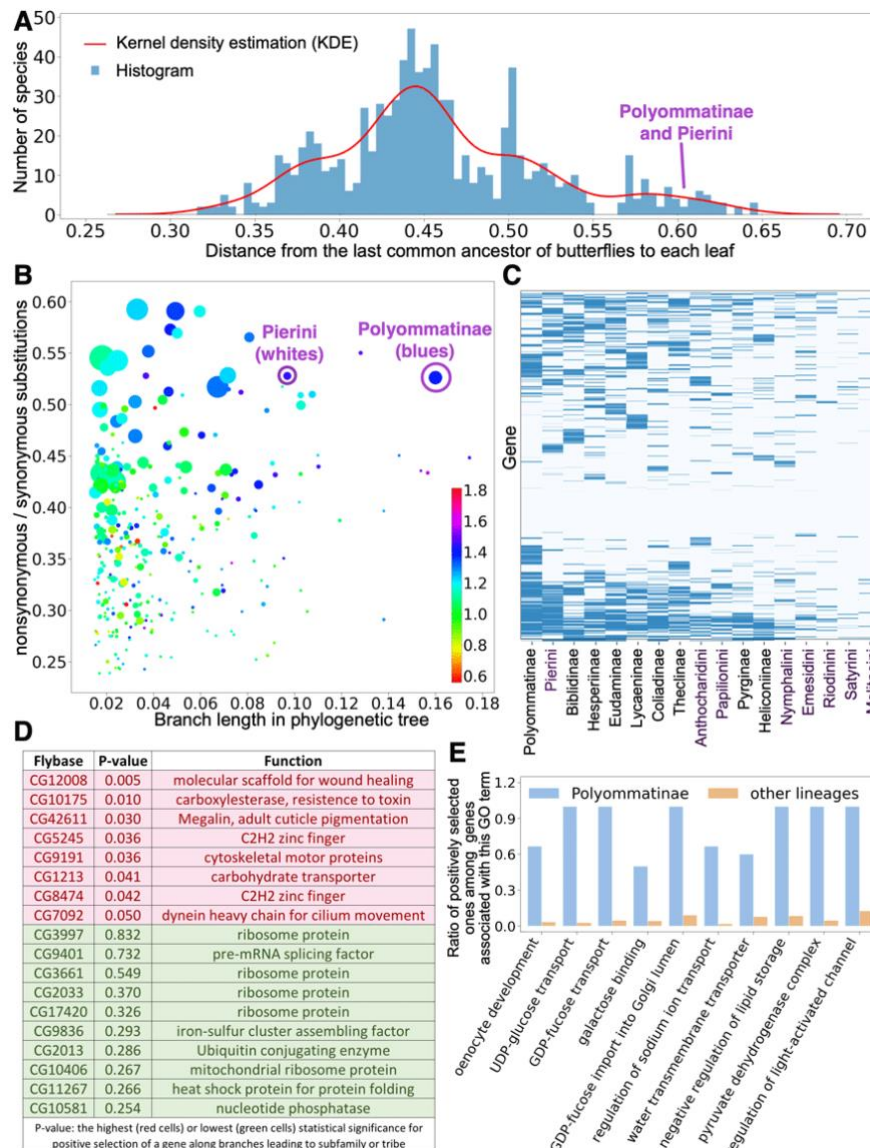 A
50
40
30
20
10
0
Number of species
Kernel density estimation (KDE)
Histogram
Polyommatinae
and Pierini
0.25 0.30 0.35 0.40 0.45 0.50 0.55 0.60 0.65 0.70
Distance from the last common ancestor of butterflies to each leaf
B
nonsynonymous / synonymous substitutions
0.60
0.55
0.50
0.45
0.40
0.35
0.30
0.25
Pierini
(whites)
Polyommatinae
(blues)
1.8
1.6
1.4
1.2
1.0
0.8
0.6
0.02 0.04 0.06 0.08 0.10 0.12 0.14 0.16 0.18
Branch length in phylogenetic tree
C
Gene
Polyommatinae
Pierini
Biblidinae
Hesperiinae
Eudaminae
Lycaeninae
Coliadinae
Theclinae
Anthocharidini
Papilionini
Pyrginae
Heliconiinae
Nymphalini
Emesidini
Riodinini
Satyrini
D
Flybase P-value Function
CG12008 0.005 molecular scaffold for wound healing
CG10175 0.010 carboxylesterase, resistence to toxin
CG42611 0.030 Megalin, adult cuticle pigmentation
CG5245 0.036 C2H2 zinc finger
CG9191 0.036 cytoskeletal motor proteins
CG1213 0.041 carbohydrate transporter
CG8474 0.042 C2H2 zinc finger
CG7092 0.050 dynein heavy chain for cilium movement
CG3997 0.832 ribosome protein
CG9401 0.732 pre-mRNA splicing factor
CG3661 0.549 ribosome protein
CG2033 0.370 ribosome protein
CG17420 0.326 ribosome protein
CG9836 0.293 iron-sulfur cluster assembling factor
CG2013 0.286 Ubiquitin conjugating enzyme
CG10406 0.267 mitochondrial ribosome protein
CG11267 0.266 heat shock protein for protein folding
CG10581 0.254 nucleotide phosphatase
P-value: the highest (red cells) or lowest (green cells) statistical significance for
positive selection of a gene along branches leading to subfamily or tribe
E
Ratio of positively selected
ones among genes
associated with this GO term
1.2
0.9
0.6
0.3
0.0
Polyommatinae other lineages
oenocyte development
UDP-glucose transport
GDP-fucose transport
galactose binding
GDP-fucose import into Golgi lumen
regulation of sodium ion transport
water transmembrane transporter
negative regulation of lipid storage
pyruvate dehydrogenase complex
regulation of light-activated channel